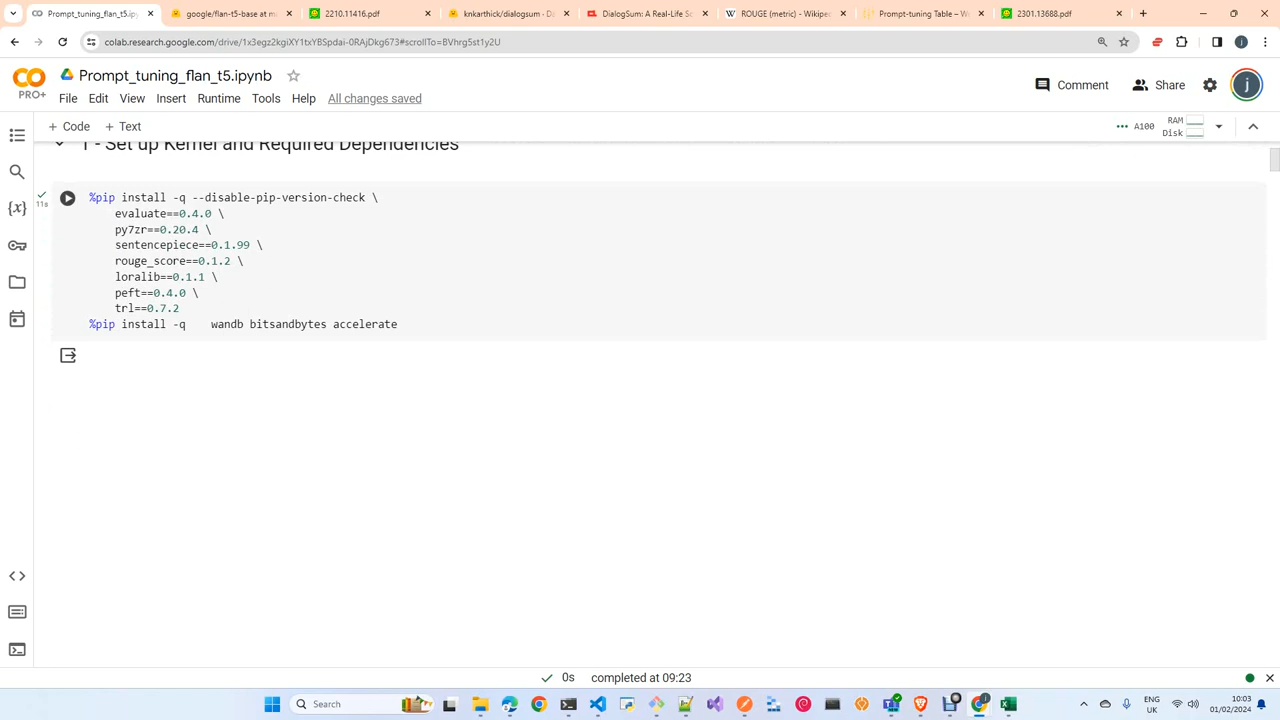 Prompt_tuning_flan_t5.ipynb
google/flan-t5-base at m
2210.11416.pdf
knkarthick/dialogsum · Da
DialogSum: A Real-Life S
ROUGE (metric) - Wikiped
Prompt-tuning Table – W
2301.13688.pdf
colab.research.google.com/drive/1x3egz2kgiXY1txYBSpdai-0RAjDkg673#scrollTo=BVhrg5st1y2U
CO
PRO+
Prompt_tuning_flan_t5.ipynb
Comment
Share
j
File Edit View Insert Runtime Tools Help All changes saved
+ Code + Text
A100
RAM
Disk
1 - Set up Kernel and Required Dependencies
11s
%pip install -q --disable-pip-version-check \
evaluate==0.4.0 \
py7zr==0.20.4 \
sentencepiece==0.1.99 \
rouge_score==0.1.2 \
loralib==0.1.1 \
peft==0.4.0 \
trl==0.7.2
%pip install -q wandb bitsandbytes accelerate
0s completed at 09:23
Search
ENG
UK
10:03
01/02/2024